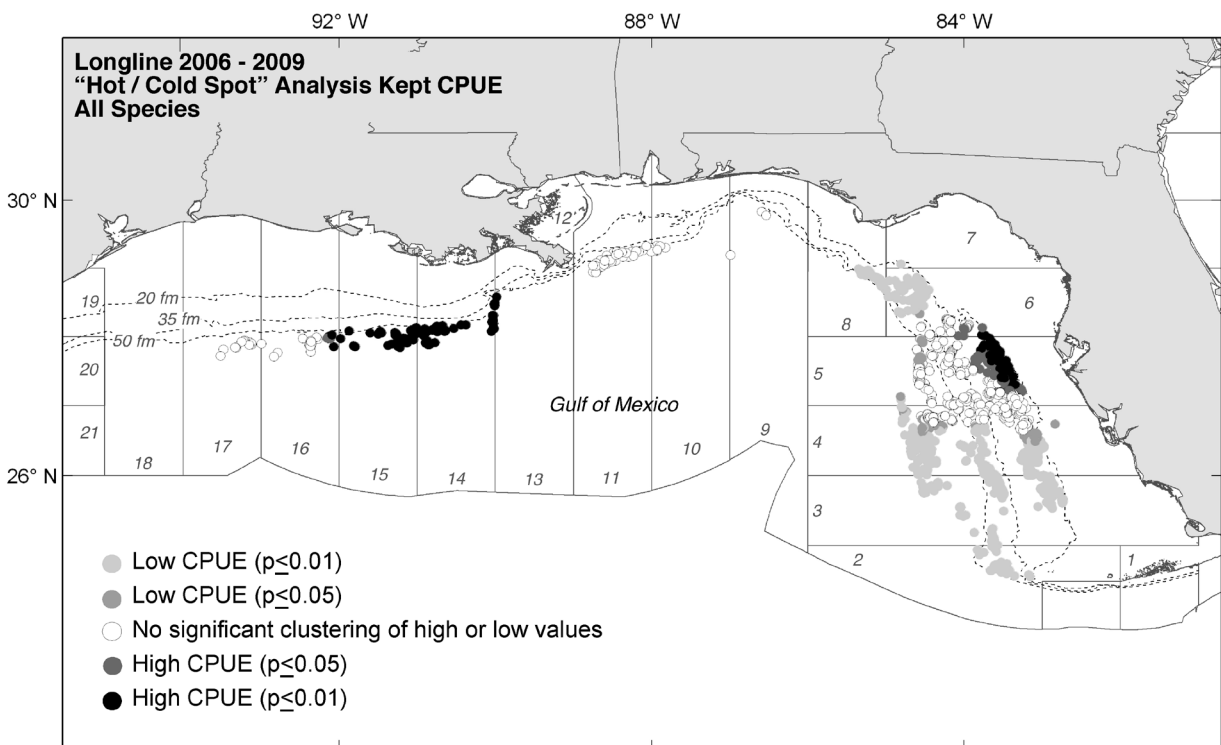 92° W 88° W 84° W
Longline 2006 - 2009
“Hot / Cold Spot” Analysis Kept CPUE
All Species
30° N
26° N
12
7
19
20 fm
6
35 fm
8
50 fm
20
5
Gulf of Mexico
21
9
4
17
16
10
18
15
14
13
11
3
2
1
Low CPUE (p≤0.01)
Low CPUE (p≤0.05)
No significant clustering of high or low values
High CPUE (p≤0.05)
High CPUE (p≤0.01)